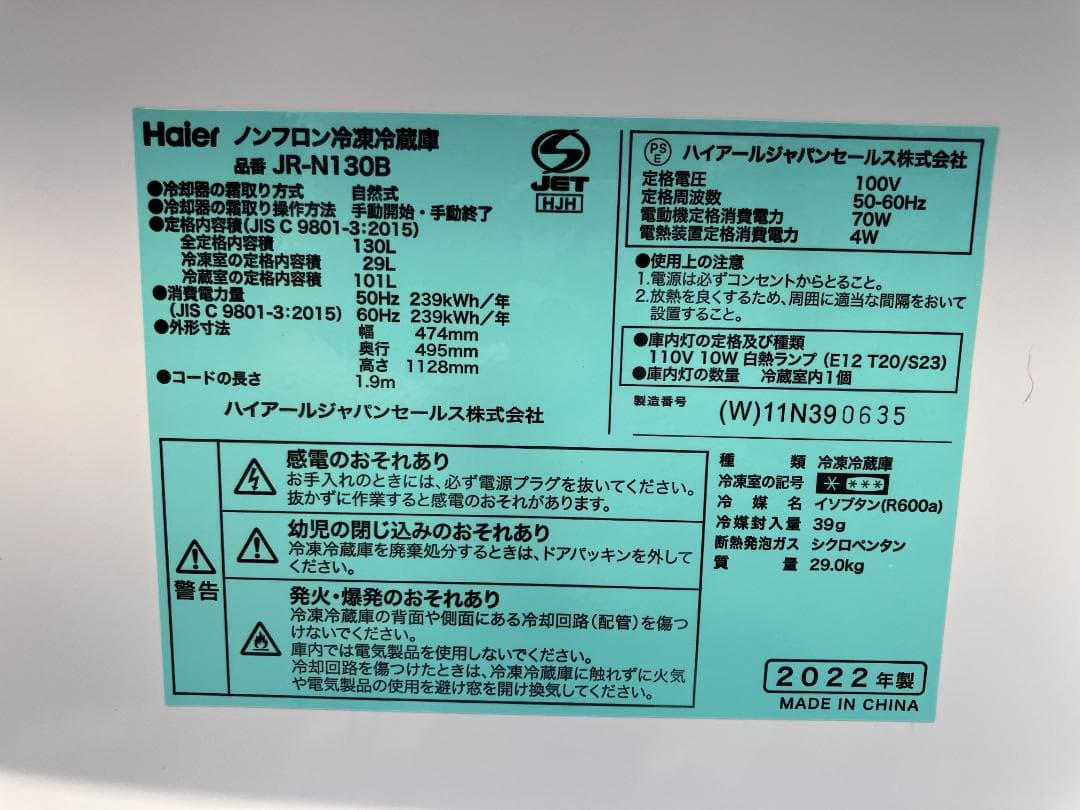 Haier ノンフロン冷凍冷蔵庫
品番 JR-N130B
●冷却器の霜取り方式 自然式
●冷却器の霜取り操作方法 手動開始・手動終了
●定格内容積(JIS C 9801-3:2015)
全定格内容積 130L
冷凍室の定格内容積 29L
冷蔵室の定格内容積 101L
●消費電力量 50Hz 239kWh/年
(JIS C 9801-3:2015) 60Hz 239kWh/年
●外形寸法 幅 474mm
奥行 495mm
高さ 1128mm
●コードの長さ 1.9m
ハイアールジャパンセールス株式会社
JET
HJH
PSE ハイアールジャパンセールス株式会社
定格電圧 100V
定格周波数 50-60Hz
電動機定格消費電力 70W
電熱装置定格消費電力 4W
●使用上の注意
1.電源は必ずコンセントからとること。
2.放熱を良くするため、周囲に適当な間隔をおいて
設置すること。
●庫内灯の定格及び種類
110V 10W 白熱ランプ (E12 T20/S23)
●庫内灯の数量 冷蔵室内1個
製造番号 (W)11N390635
警告
感電のおそれあり
お手入れのときには、必ず電源プラグを抜いてください。
抜かずに作業すると感電のおそれがあります。
幼児の閉じ込みのおそれあり
冷凍冷蔵庫を廃棄処分するときは、ドアパッキンを外して
ください。
発火・爆発のおそれあり
冷凍冷蔵庫の背面や側面にある冷却回路(配管)を傷つ
けないでください。
庫内では電気製品を使用しないでください。
冷却回路を傷つけたときは、冷凍冷蔵庫に触れずに火気
や電気製品の使用を避け窓を開け換気してください。
種類 冷凍冷蔵庫
冷凍室の記号 * ***
冷媒名 イソブタン(R600a)
冷媒封入量 39g
断熱発泡ガス シクロペンタン
質量 29.0kg
2022年製
MADE IN CHINA